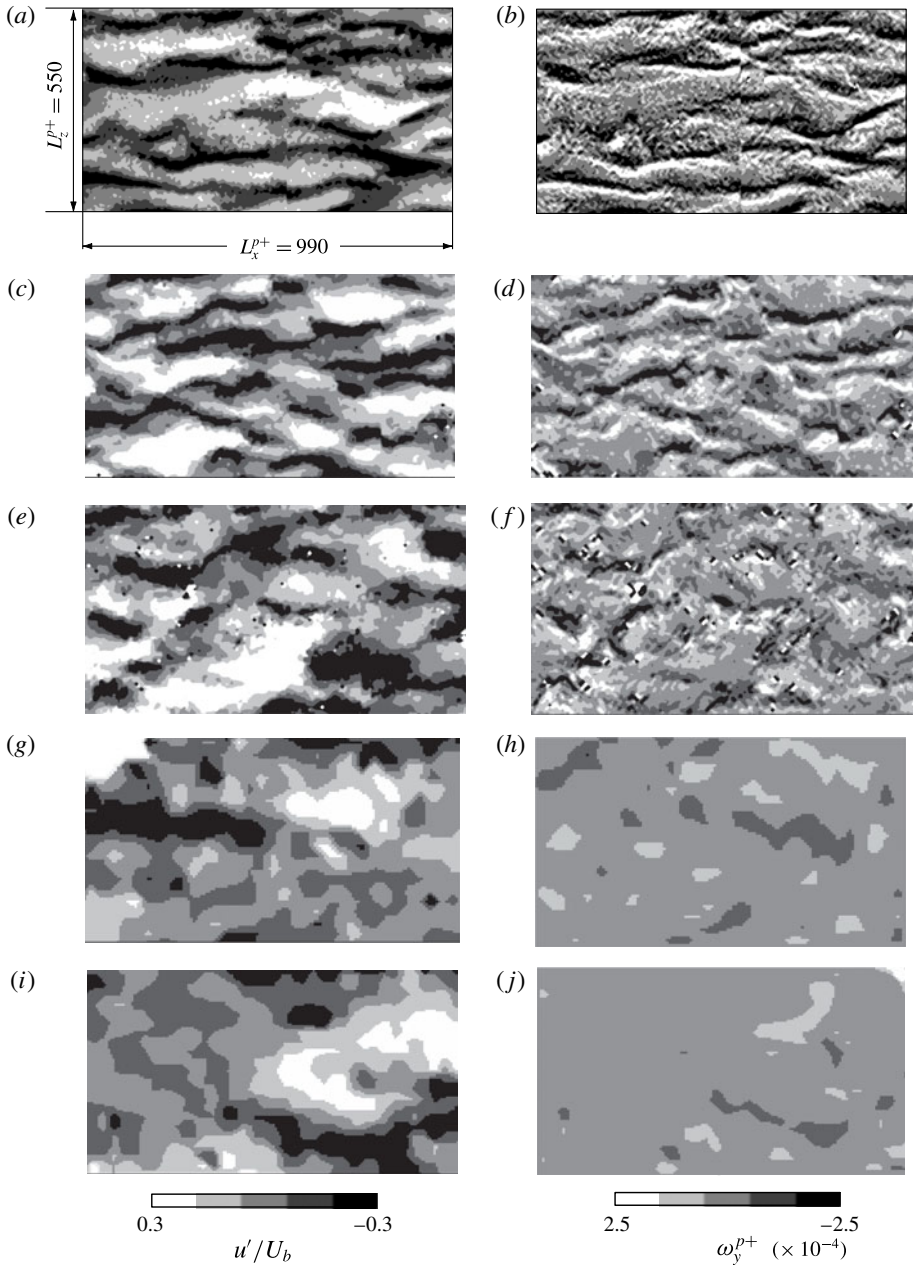 (a)
(b)
L_z^{p+} = 550
L_x^{p+} = 990
(c)
(d)
(e)
(f)
(g)
(h)
(i)
(j)
0.3 −0.3
u′/U_b
2.5 −2.5
ω_y^{p+} (× 10^{−4})